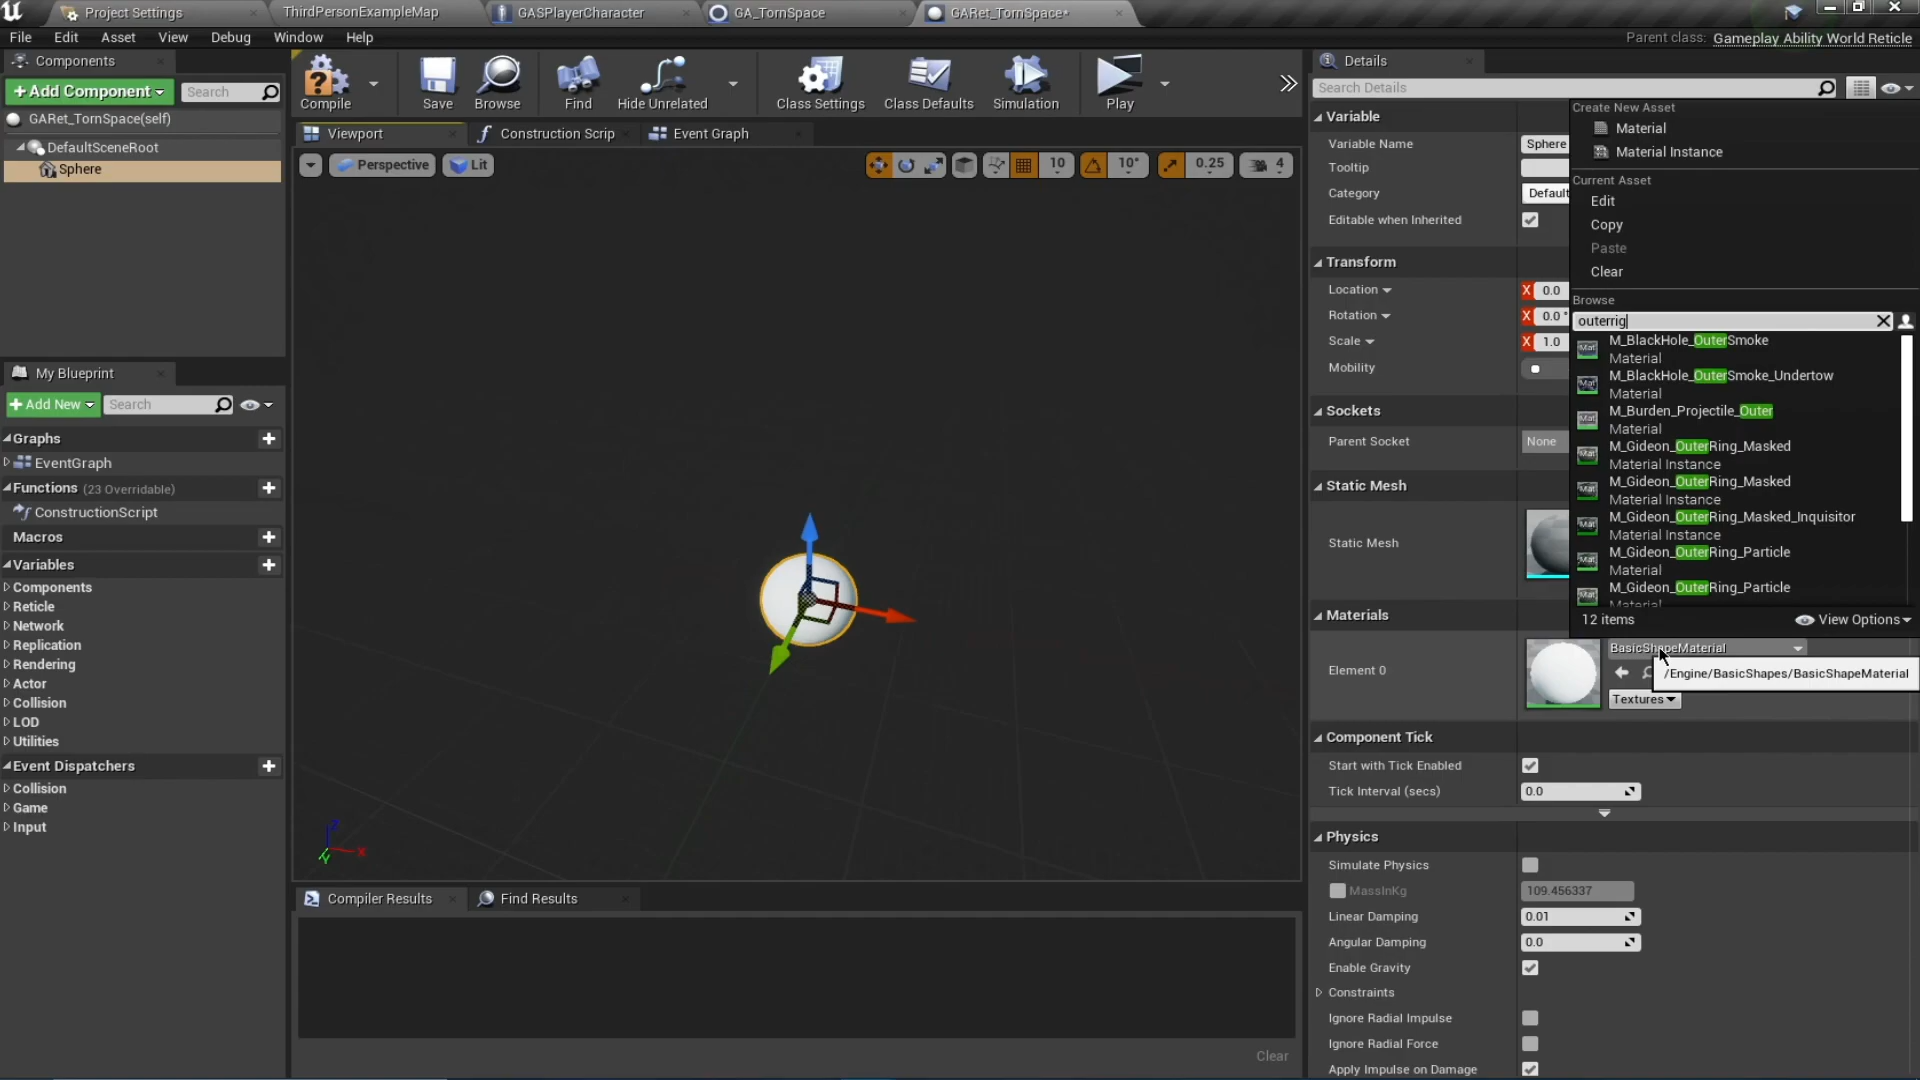 Project Settings
ThirdPersonExampleMap
GASPlayerCharacter
GA_TornSpace
GARet_TornSpace*
File
Edit
Asset
View
Debug
Window
Help
Parent class: Gameplay Ability World Reticle
Components
+Add Component
Search
GARet_TornSpace(self)
DefaultSceneRoot
Sphere
My Blueprint
+Add New
Search
Graphs
EventGraph
Functions (23 Overridable)
ConstructionScript
Macros
Variables
Components
Reticle
Network
Replication
Rendering
Actor
Collision
LOD
Utilities
Event Dispatchers
Collision
Game
Input
Compile
Save
Browse
Find
Hide Unrelated
Class Settings
Class Defaults
Simulation
Play
Viewport
Construction Scrip
Event Graph
Perspective
Lit
10
10°
0.25
4
Z
X
Y
Compiler Results
Find Results
Clear
Details
Search Details
Variable
Variable Name
Sphere
Tooltip
Category
Default
Editable when Inherited
Transform
Location
X 0.0
Rotation
X 0.0 °
Scale
X 1.0
Mobility
Sockets
Parent Socket
None
Static Mesh
Static Mesh
Materials
Element 0
BasicShapeMaterial
/Engine/BasicShapes/BasicShapeMaterial
Textures
Component Tick
Start with Tick Enabled
Tick Interval (secs)
0.0
Physics
Simulate Physics
MassInKg
109.456337
Linear Damping
0.01
Angular Damping
0.0
Enable Gravity
Constraints
Ignore Radial Impulse
Ignore Radial Force
Apply Impulse on Damage
Create New Asset
Material
Material Instance
Current Asset
Edit
Copy
Paste
Clear
Browse
outerrig
M_BlackHole_OuterSmoke
Material
M_BlackHole_OuterSmoke_Undertow
Material
M_Burden_Projectile_Outer
Material
M_Gideon_OuterRing_Masked
Material Instance
M_Gideon_OuterRing_Masked
Material Instance
M_Gideon_OuterRing_Masked_Inquisitor
Material Instance
M_Gideon_OuterRing_Particle
Material
M_Gideon_OuterRing_Particle
Material
12 items
View Options